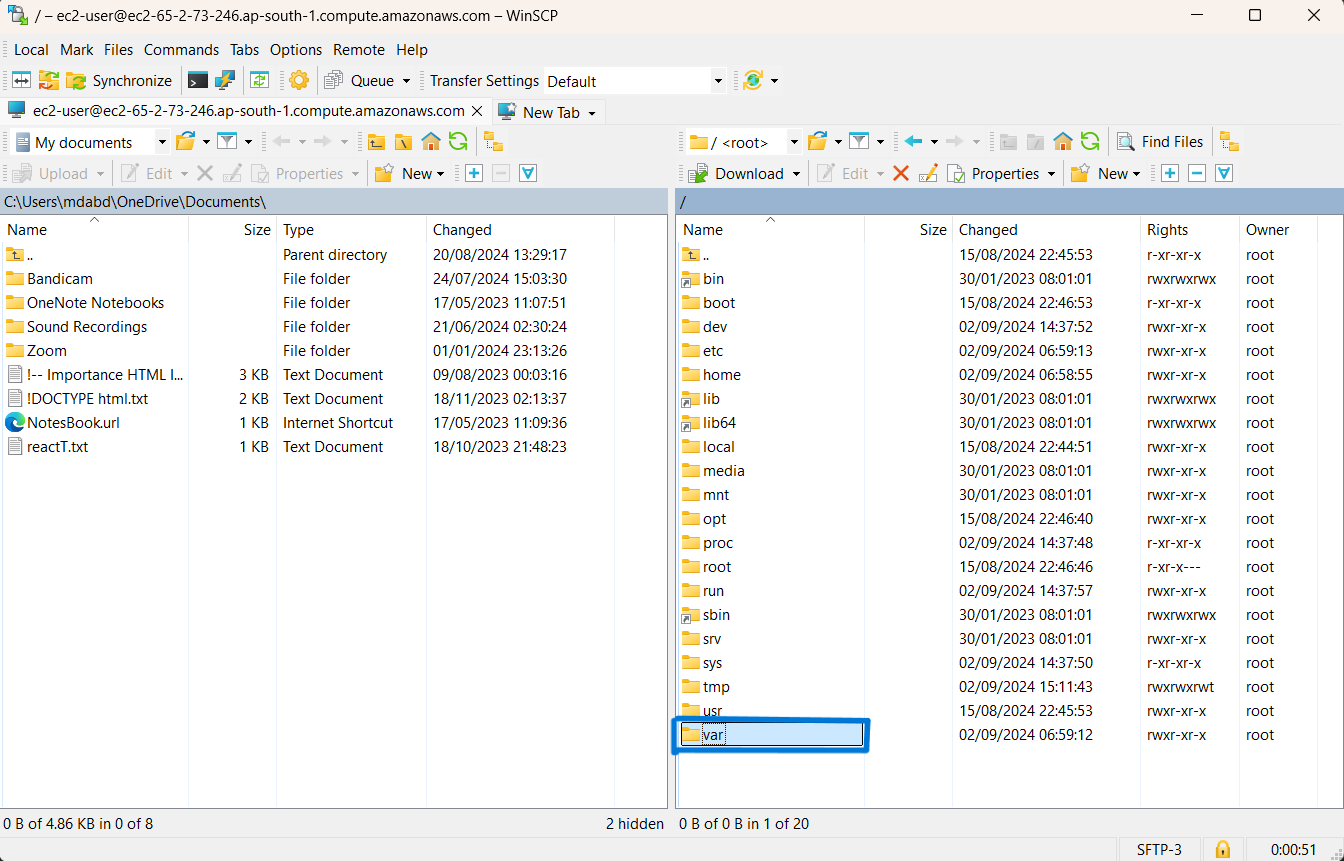 / – ec2-user@ec2-65-2-73-246.ap-south-1.compute.amazonaws.com – WinSCP
Local Mark Files Commands Tabs Options Remote Help
Synchronize Queue Transfer Settings Default
ec2-user@ec2-65-2-73-246.ap-south-1.compute.amazonaws.com New Tab
My documents / <root> Find Files
Upload Edit Properties New Download Edit Properties New
C:\Users\mdabd\OneDrive\Documents\ /
Name Size Type Changed
.. Parent directory 20/08/2024 13:29:17
Bandicam File folder 24/07/2024 15:03:30
OneNote Notebooks File folder 17/05/2023 11:07:51
Sound Recordings File folder 21/06/2024 02:30:24
Zoom File folder 01/01/2024 23:13:26
!-- Importance HTML I... 3 KB Text Document 09/08/2023 00:03:16
!DOCTYPE html.txt 2 KB Text Document 18/11/2023 02:13:37
NotesBook.url 1 KB Internet Shortcut 17/05/2023 11:09:36
reactT.txt 1 KB Text Document 18/10/2023 21:48:23
Name Size Changed Rights Owner
.. 15/08/2024 22:45:53 r-xr-xr-x root
bin 30/01/2023 08:01:01 rwxrwxrwx root
boot 15/08/2024 22:46:53 r-xr-xr-x root
dev 02/09/2024 14:37:52 rwxr-xr-x root
etc 02/09/2024 06:59:13 rwxr-xr-x root
home 02/09/2024 06:58:55 rwxr-xr-x root
lib 30/01/2023 08:01:01 rwxrwxrwx root
lib64 30/01/2023 08:01:01 rwxrwxrwx root
local 15/08/2024 22:44:51 rwxr-xr-x root
media 30/01/2023 08:01:01 rwxr-xr-x root
mnt 30/01/2023 08:01:01 rwxr-xr-x root
opt 15/08/2024 22:46:40 rwxr-xr-x root
proc 02/09/2024 14:37:48 r-xr-xr-x root
root 15/08/2024 22:46:46 r-xr-x--- root
run 02/09/2024 14:37:57 rwxr-xr-x root
sbin 30/01/2023 08:01:01 rwxrwxrwx root
srv 30/01/2023 08:01:01 rwxr-xr-x root
sys 02/09/2024 14:37:50 r-xr-xr-x root
tmp 02/09/2024 15:11:43 rwxrwxrwt root
usr 15/08/2024 22:45:53 rwxr-xr-x root
var 02/09/2024 06:59:12 rwxr-xr-x root
0 B of 4.86 KB in 0 of 8 2 hidden 0 B of 0 B in 1 of 20
SFTP-3 0:00:51